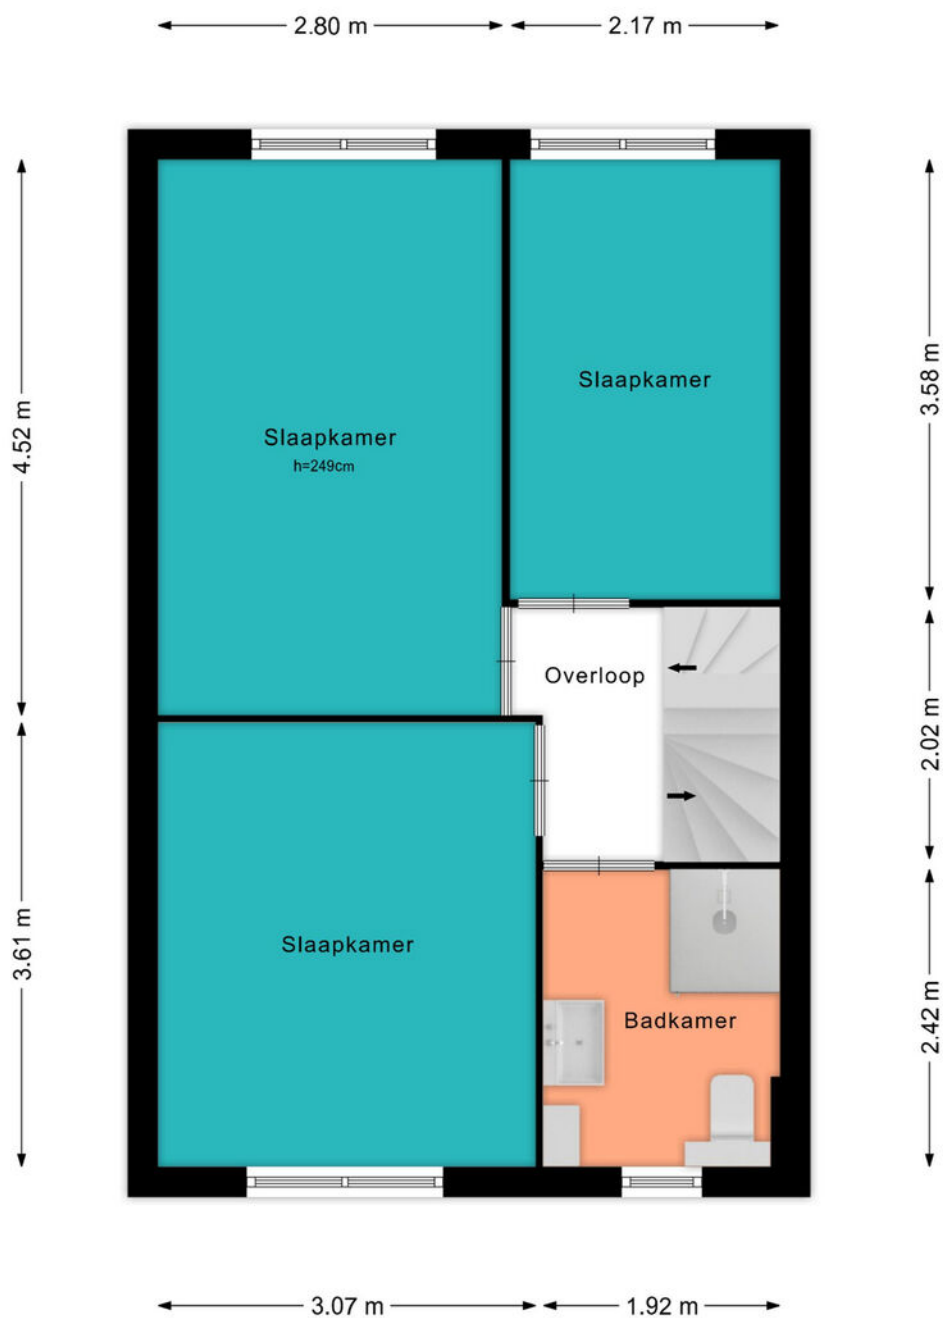 2.80 m
2.17 m
4.52 m
3.58 m
Slaapkamer
Slaapkamer
h=249cm
Overloop
2.02 m
3.61 m
Slaapkamer
Badkamer
2.42 m
3.07 m
1.92 m